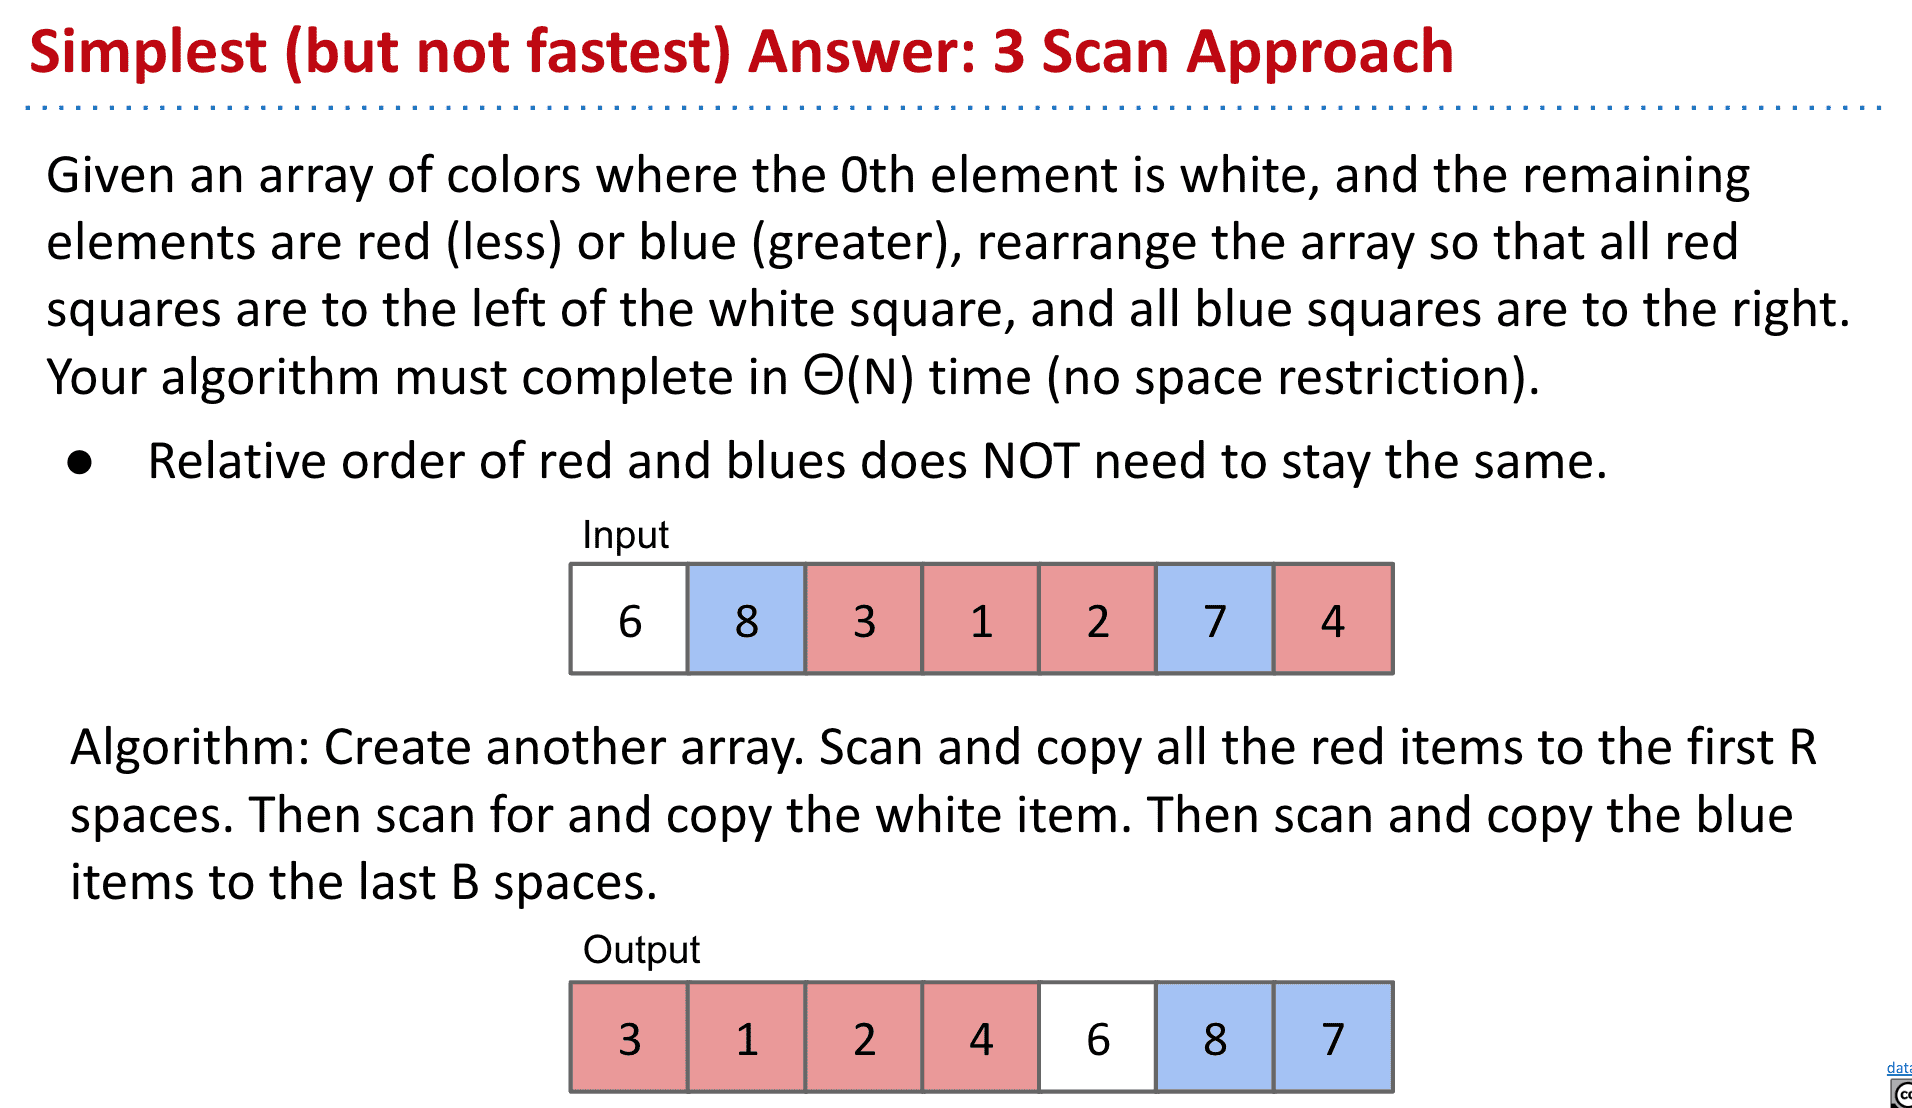 Simplest (but not fastest) Answer: 3 Scan Approach
Given an array of colors where the 0th element is white, and the remaining
elements are red (less) or blue (greater), rearrange the array so that all red
squares are to the left of the white square, and all blue squares are to the right.
Your algorithm must complete in Θ(N) time (no space restriction).
● Relative order of red and blues does NOT need to stay the same.
Input
6 8 3 1 2 7 4
Algorithm: Create another array. Scan and copy all the red items to the first R
spaces. Then scan for and copy the white item. Then scan and copy the blue
items to the last B spaces.
Output
3 1 2 4 6 8 7